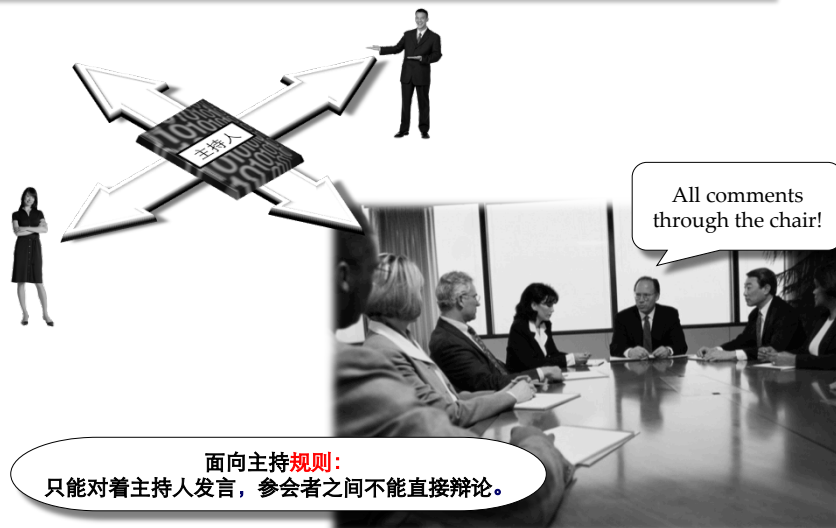 主持人
All comments
through the chair!
面向主持规则：
只能对着主持人发言，参会者之间不能直接辩论。